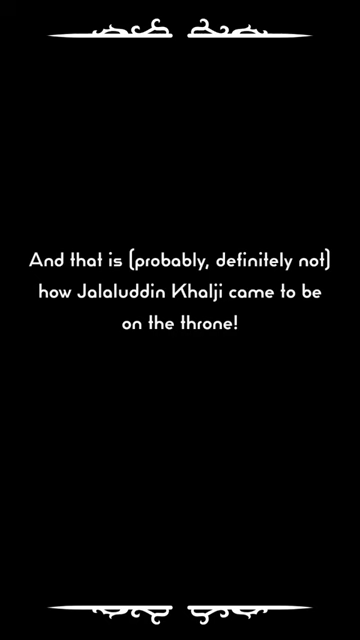 And that is (probably, definitely not)
how Jalaluddin Khalji came to be
on the throne!